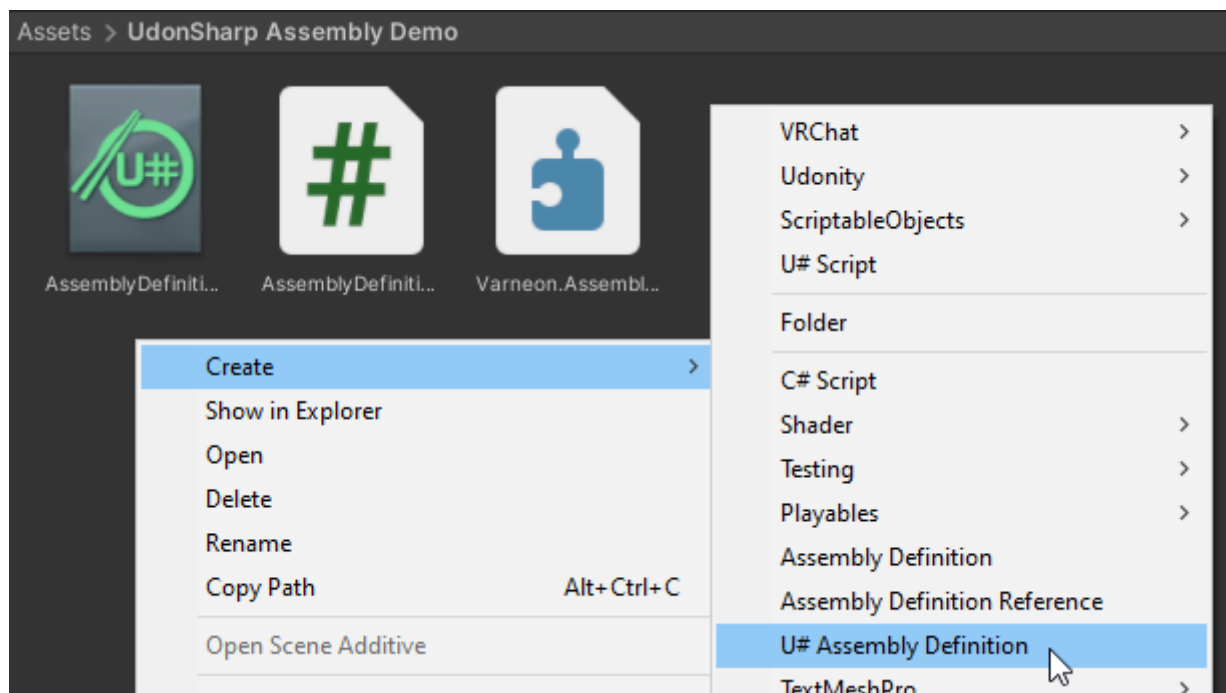 Assets > UdonSharp Assembly Demo
U#
#
AssemblyDefiniti...
AssemblyDefiniti...
Varneon.Assembl...
Create >
Show in Explorer
Open
Delete
Rename
Copy Path Alt+Ctrl+C
Open Scene Additive
VRChat >
Udonity >
ScriptableObjects >
U# Script
Folder
C# Script
Shader >
Testing >
Playables >
Assembly Definition
Assembly Definition Reference
U# Assembly Definition
TextMeshPro >